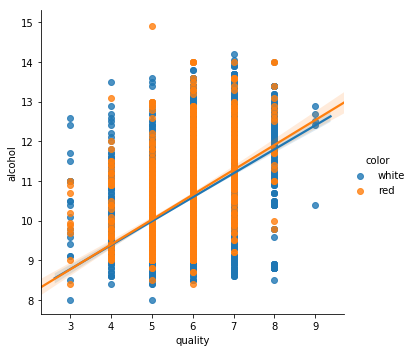 15
14
13
12
11
10
9
8
alcohol
3 4 5 6 7 8 9
quality
color
white
red